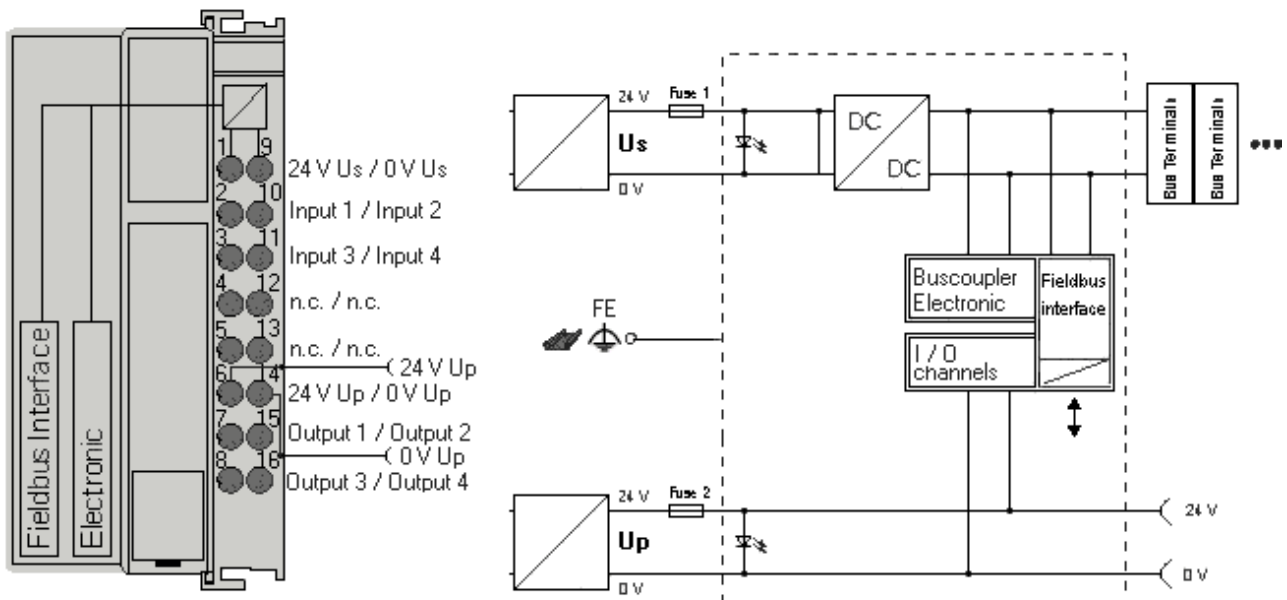 1 9
24 V Us / 0 V Us
2 10
Input 1 / Input 2
3 11
Input 3 / Input 4
4 12
n.c. / n.c.
5 13
n.c. / n.c.
24 V Up
6 14
24 V Up / 0 V Up
7 15
Output 1 / Output 2
0 V Up
8 16
Output 3 / Output 4
Fieldbus Interface
Electronic
24 V
Fuse 1
Us
0 V
DC
DC
Bus Terminals
Bus Terminals
Buscoupler
Electronic
Fieldbus
interface
I / O
channels
FE
24 V
Fuse 2
Up
0 V
24 V
0 V